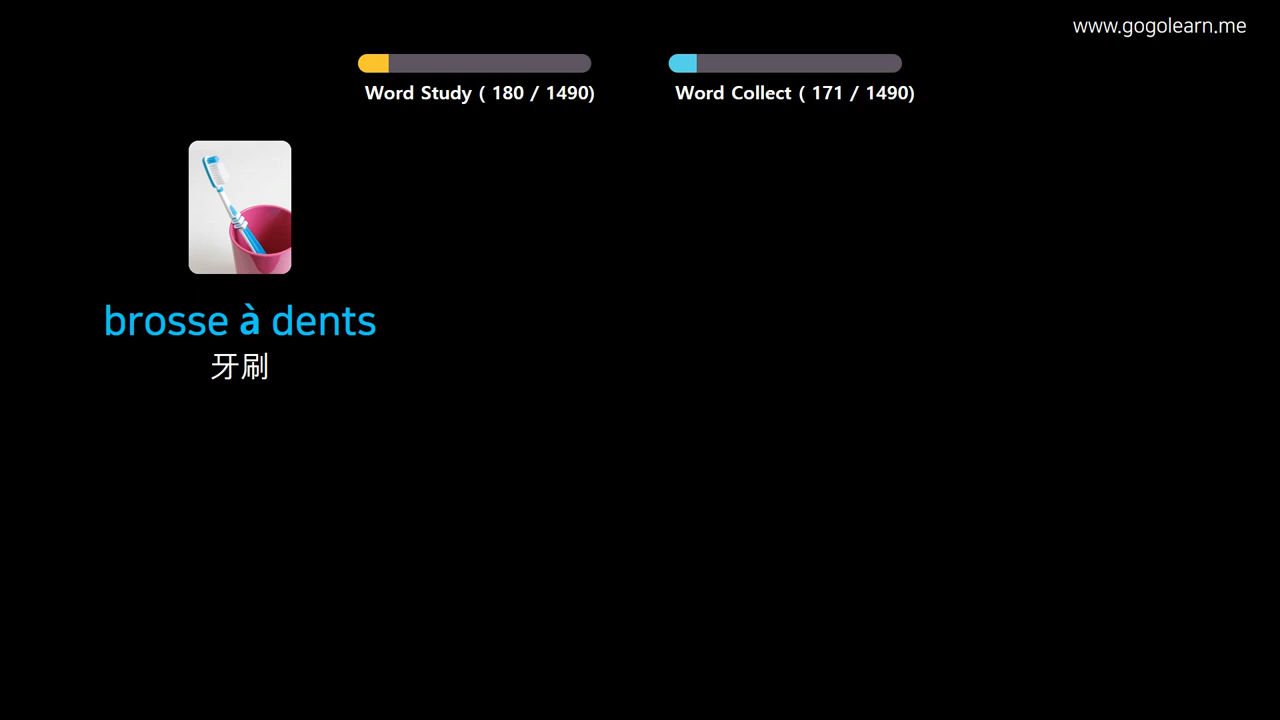 www.gogolearn.me
Word Study ( 180 / 1490)
Word Collect ( 171 / 1490)
brosse à dents
牙刷